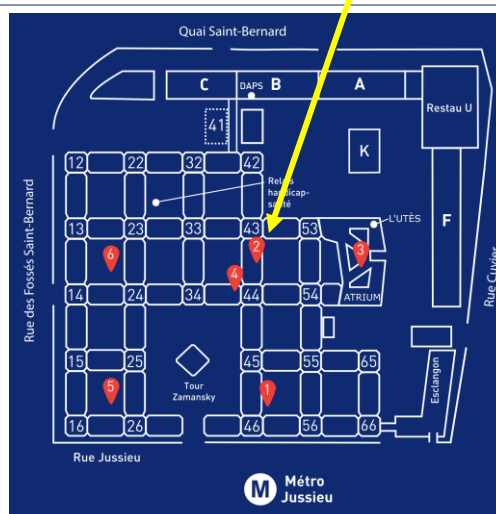 Quai Saint-Bernard
C
DAPS
B
A
Restau U
41
K
12
22
32
42
Relais
handicap-
santé
Rue des Fossés Saint-Bernard
13
23
33
43
53
L'UTÈS
F
Rue Cuvier
2
3
6
4
14
24
34
44
54
ATRIUM
15
25
45
55
65
Tour
Zamansky
Esclangon
5
1
16
26
46
56
66
Rue Jussieu
M
Métro
Jussieu